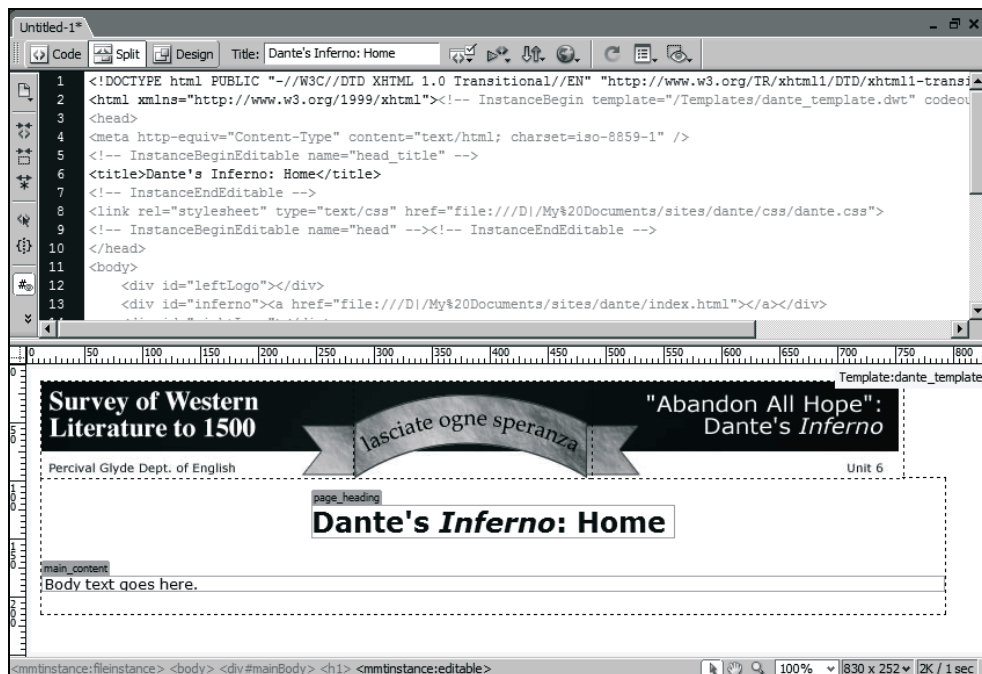 Untitled-1*
Code Split Design Title: Dante's Inferno: Home
1 <!DOCTYPE html PUBLIC "-//W3C//DTD XHTML 1.0 Transitional//EN" "http://www.w3.org/TR/xhtml1/DTD/xhtml1-transi
2 <html xmlns="http://www.w3.org/1999/xhtml"><!-- InstanceBegin template="/Templates/dante_template.dwt" codeou
3 <head>
4 <meta http-equiv="Content-Type" content="text/html; charset=iso-8859-1" />
5 <!-- InstanceBeginEditable name="head_title" -->
6 <title>Dante's Inferno: Home</title>
7 <!-- InstanceEndEditable -->
8 <link rel="stylesheet" type="text/css" href="file:///D|/My%20Documents/sites/dante/css/dante.css">
9 <!-- InstanceBeginEditable name="head" --><!-- InstanceEndEditable -->
10 </head>
11 <body>
12 <div id="leftLogo"></div>
13 <div id="inferno"><a href="file:///D|/My%20Documents/sites/dante/index.html"></a></div>
0 50 100 150 200 250 300 350 400 450 500 550 600 650 700 750 800
Template:dante_template
Survey of Western
Literature to 1500
lasciate ogne speranza
"Abandon All Hope":
Dante's Inferno
Percival Glyde Dept. of English
Unit 6
page_heading
Dante's Inferno: Home
main_content
Body text goes here.
0
50
100
150
200
<mmtinstance:fileinstance> <body> <div#mainBody> <h1> <mmtinstance:editable> 100% 830 x 252 2K / 1 sec